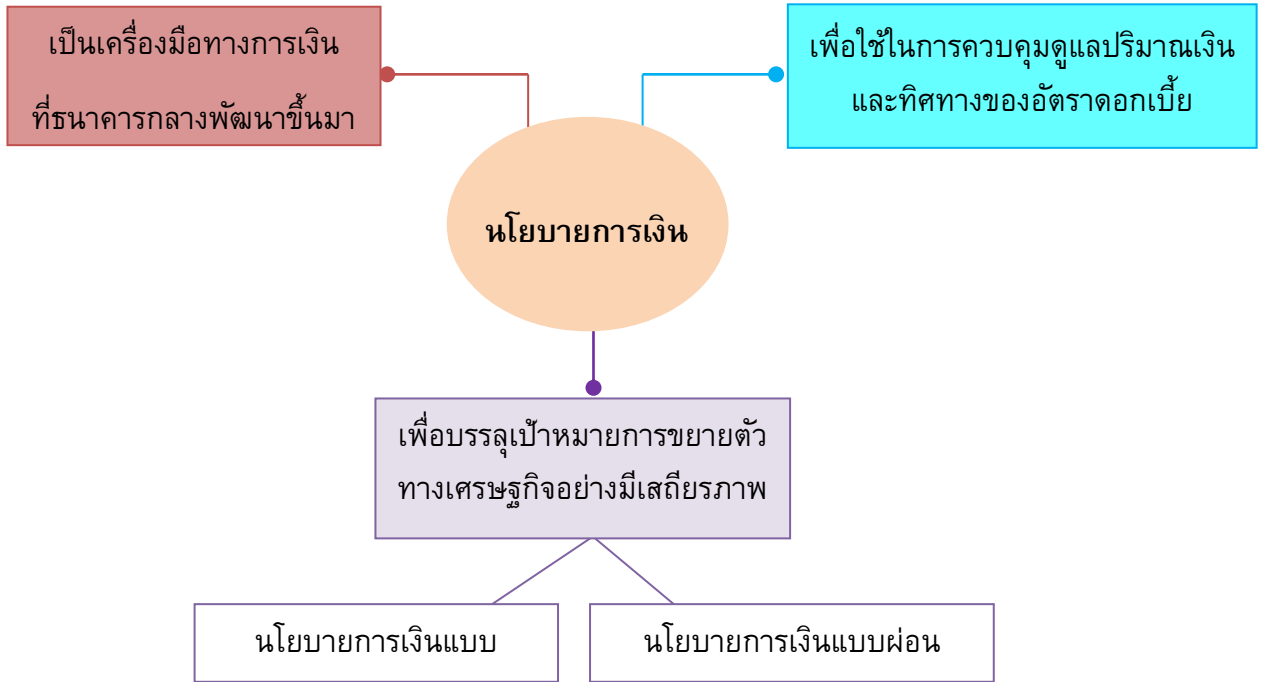 เป็นเครื่องมือทางการเงิน
ที่ธนาคารกลางพัฒนาขึ้นมา
เพื่อใช้ในการควบคุมดูแลปริมาณเงิน
และทิศทางของอัตราดอกเบี้ย
นโยบายการเงิน
เพื่อบรรลุเป้าหมายการขยายตัว
ทางเศรษฐกิจอย่างมีเสถียรภาพ
นโยบายการเงินแบบ
นโยบายการเงินแบบผ่อน